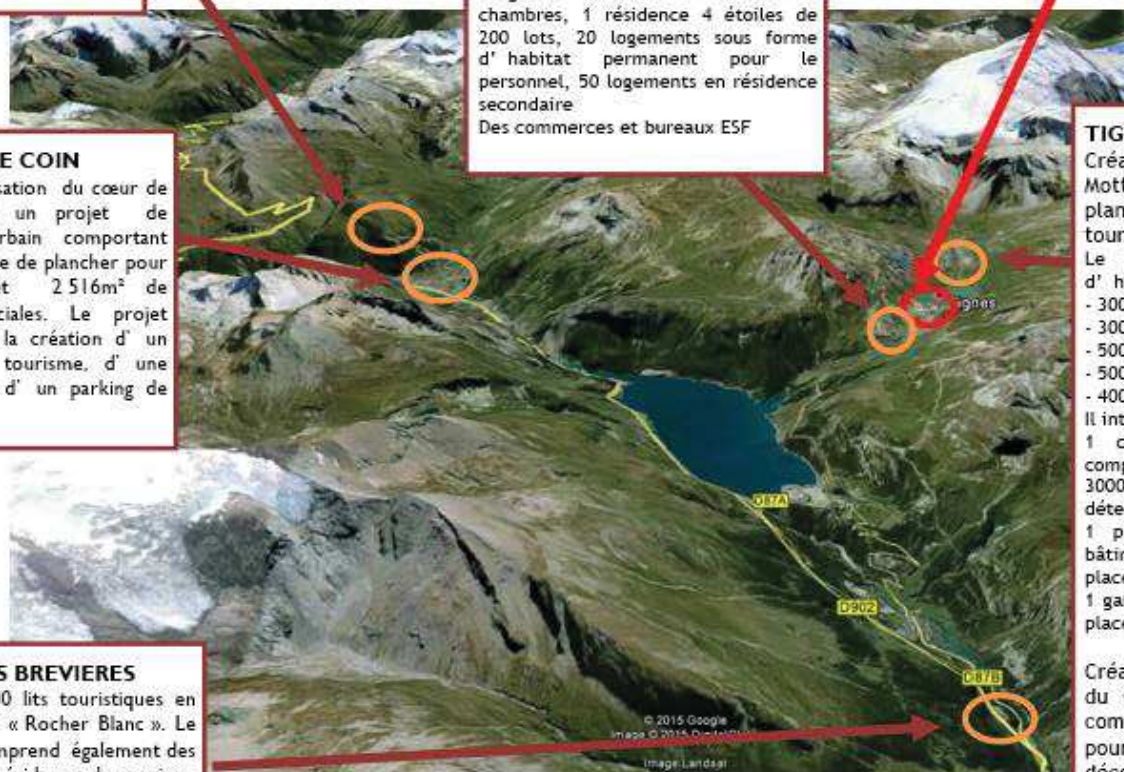 chambres, 1 résidence 4 étoiles de
200 lots, 20 logements sous forme
d' habitat permanent pour le
personnel, 50 logements en résidence
secondaire
Des commerces et bureaux ESF
E COIN
sation du cœur de
un projet de
rbain comportant
e de plancher pour
et 2 516m² de
ciales. Le projet
la création d' un
tourisme, d' une
d' un parking de
TIG
Créa
Mott
plan
tour
Le
d' h
- 300
- 300
- 500
- 500
- 400
Il int
1 c
comp
3000
déte
1 p
bâtin
place
1 ga
place
Créa
du
com
pour
ignes
D87A
D902
D87B
S BREVIERES
0 lits touristiques en
« Rocher Blanc ». Le
mprend également des
© 2015 Google
Image © 2015
Image Landsat